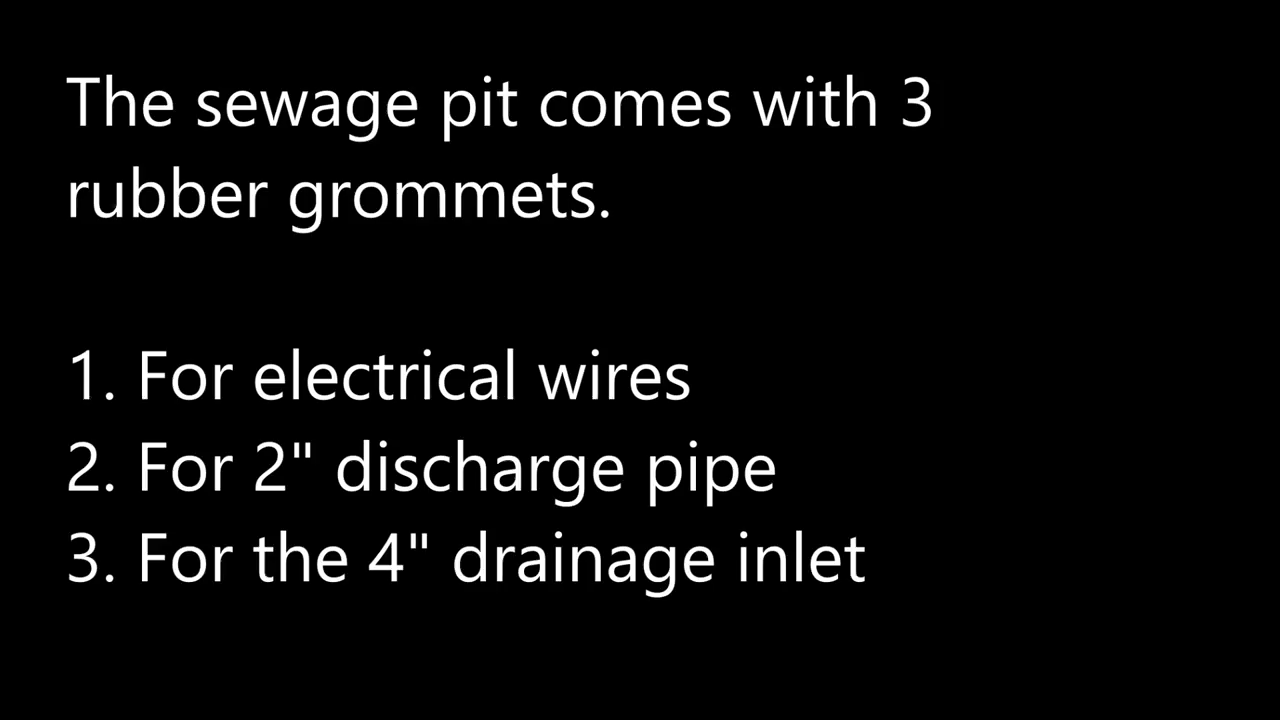 The sewage pit comes with 3
rubber grommets.
1. For electrical wires
2. For 2" discharge pipe
3. For the 4" drainage inlet